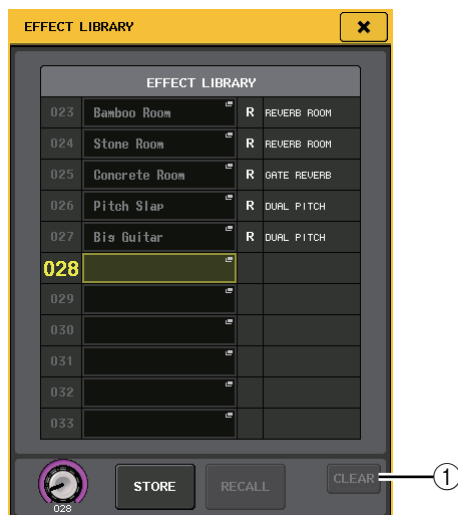 EFFECT LIBRARY
EFFECT LIBRARY
023 Bamboo Room R REVERB ROOM
024 Stone Room R REVERB ROOM
025 Concrete Room R GATE REVERB
026 Pitch Slap R DUAL PITCH
027 Big Guitar R DUAL PITCH
028
029
030
031
032
033
028 STORE RECALL CLEAR 1